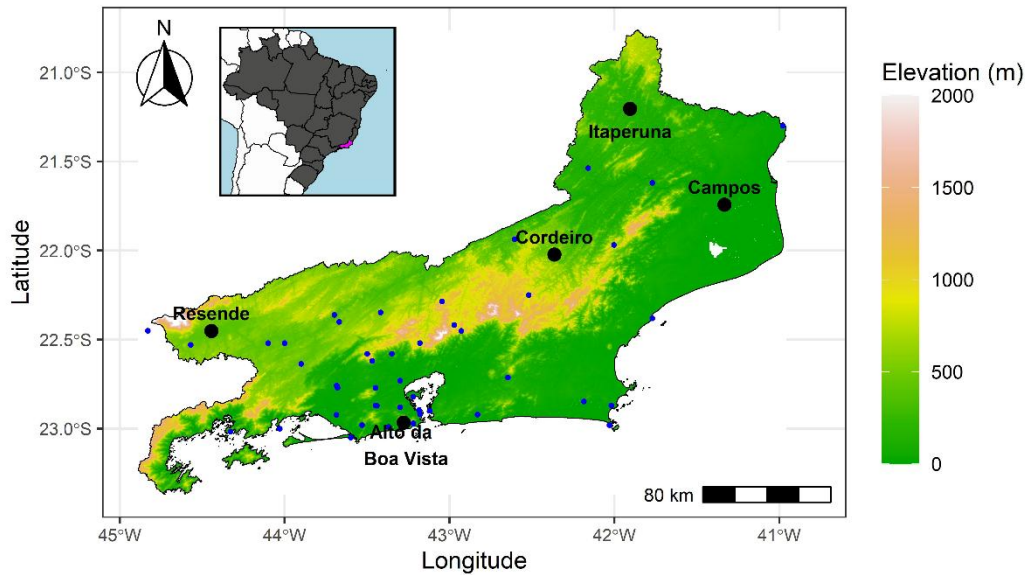 N
Elevation (m)
2000
1500
1000
500
0
21.0°S
21.5°S
22.0°S
22.5°S
23.0°S
Latitude
Itaperuna
Campos
Cordeiro
Resende
Alto da
Boa Vista
80 km
45°W
44°W
43°W
42°W
41°W
Longitude